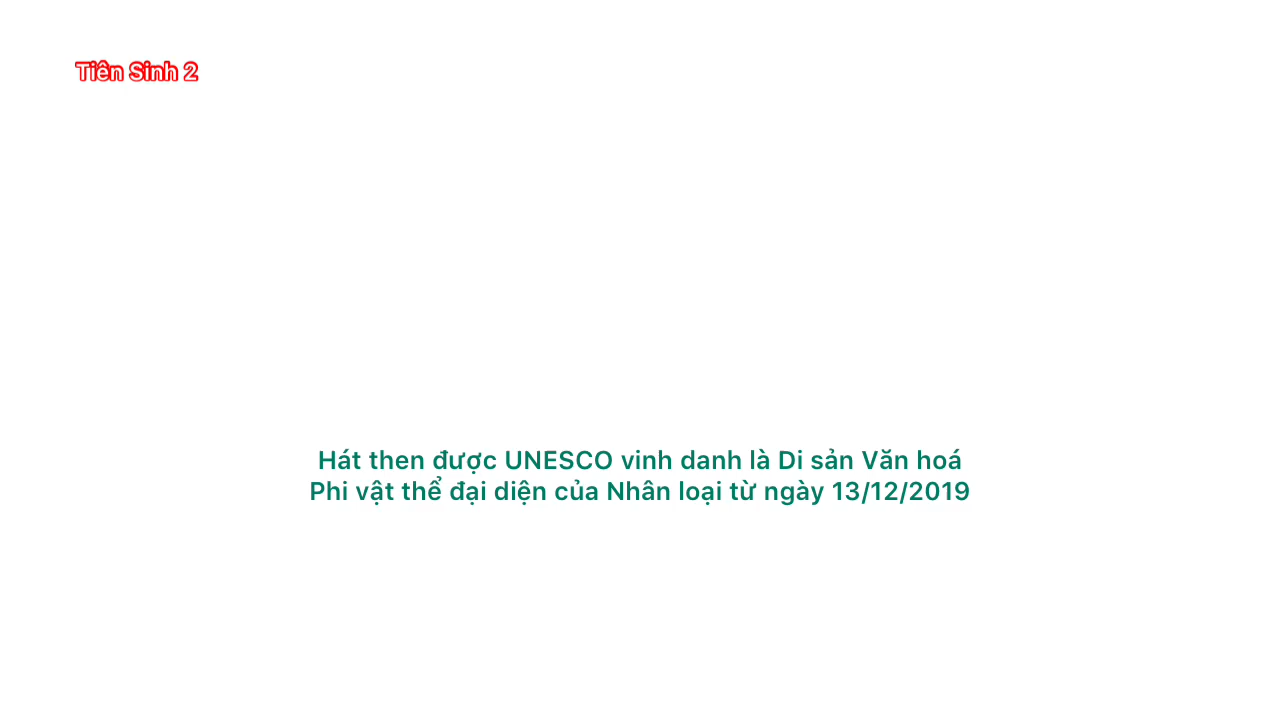 Tiên Sinh 2
Hát then được UNESCO vinh danh là Di sản Văn hoá
Phi vật thể đại diện của Nhân loại từ ngày 13/12/2019